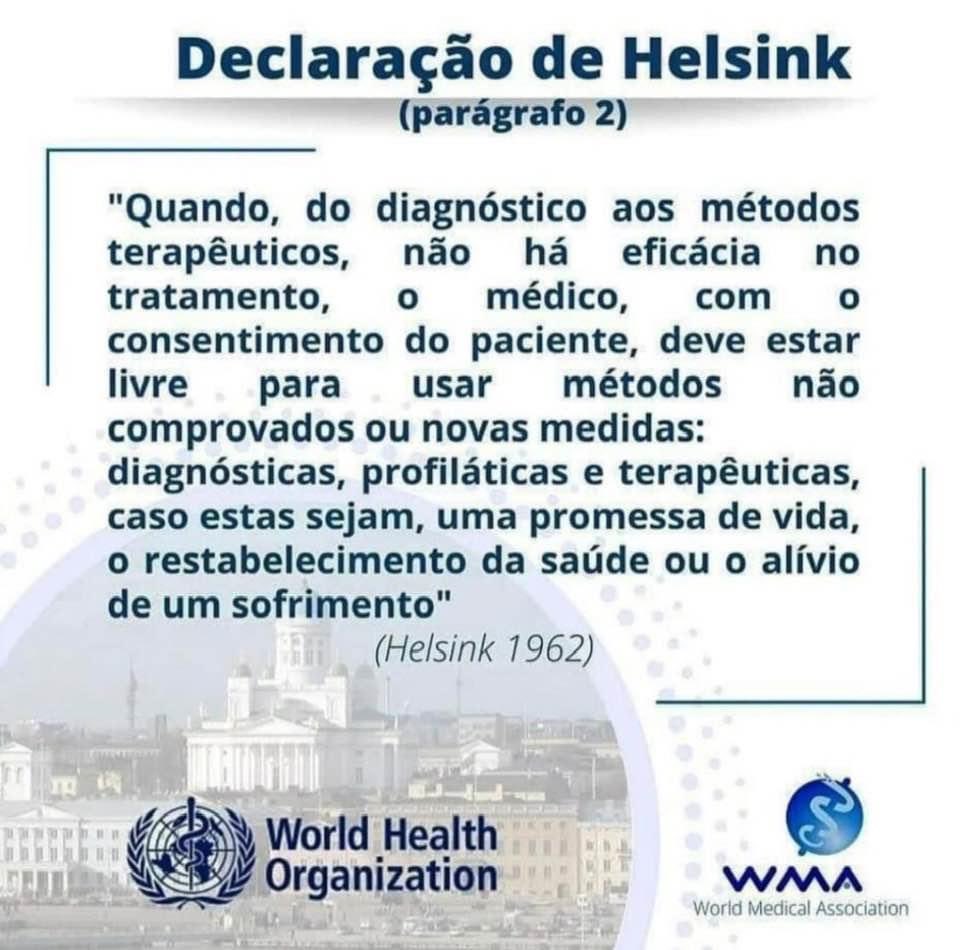 Declaração de Helsink
(parágrafo 2)
"Quando, do diagnóstico aos métodos
terapêuticos, não há eficácia no
tratamento, o médico, com o
consentimento do paciente, deve estar
livre para usar métodos não
comprovados ou novas medidas:
diagnósticas, profiláticas e terapêuticas,
caso estas sejam, uma promessa de vida,
o restabelecimento da saúde ou o alívio
de um sofrimento"
(Helsink 1962)
World Health
Organization
WMA
World Medical Association